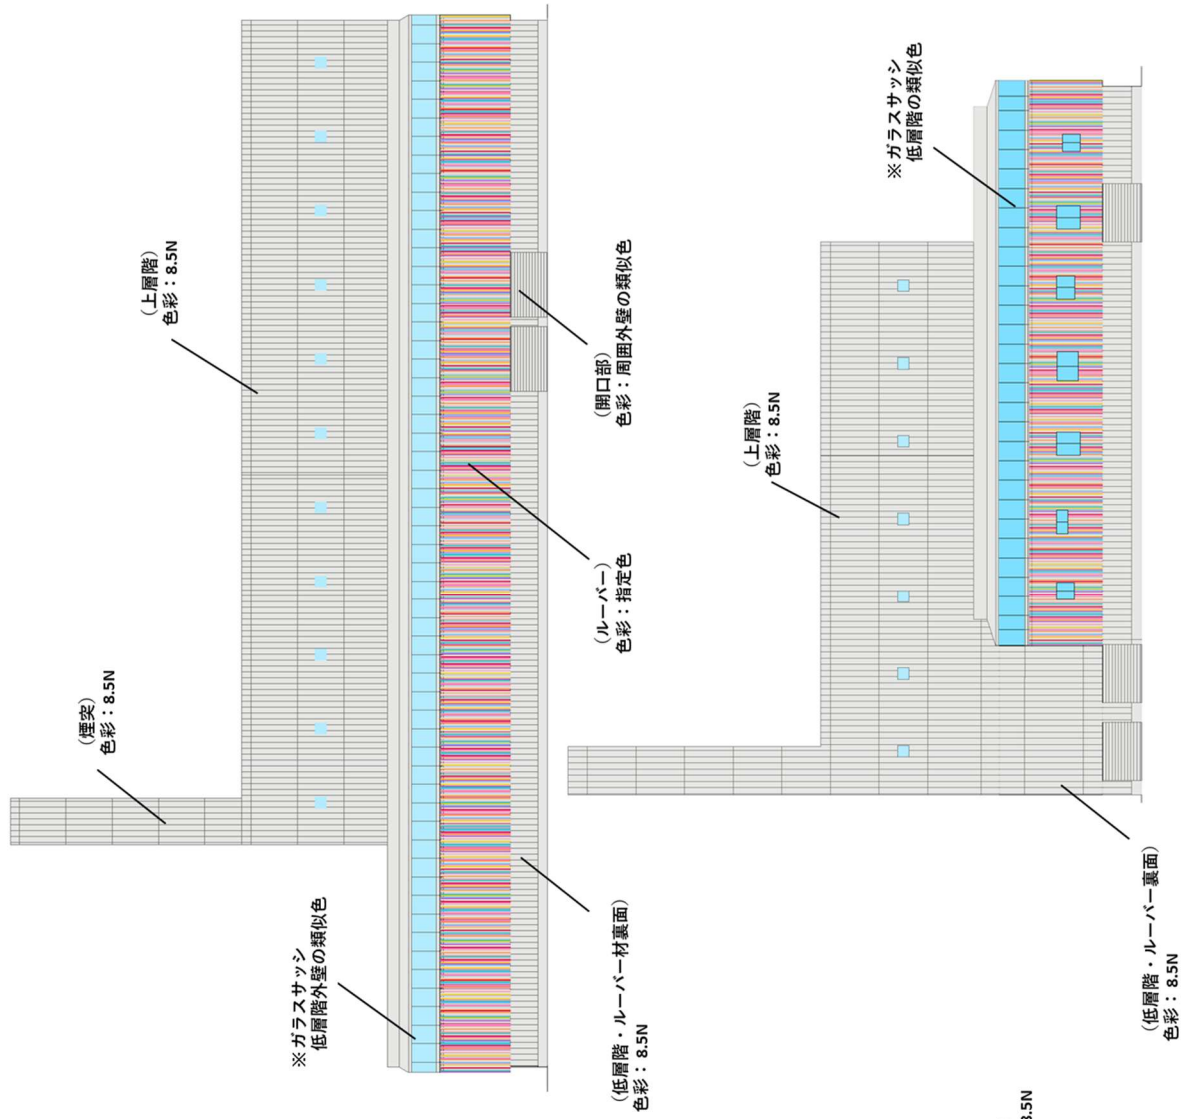 （煙突）
色彩：8.5N
（上層階）
色彩：8.5N
※ガラスサッシ
低層階外壁の類似色
（開口部）
色彩：周囲外壁の類似色
（ルーバー）
色彩：指定色
（低層階・ルーバー材裏面）
色彩：8.5N
※ガラスサッシ
低層階の類似色
（上層階）
色彩：8.5N
（低層階・ルーバー裏面）
色彩：8.5N
8.5N